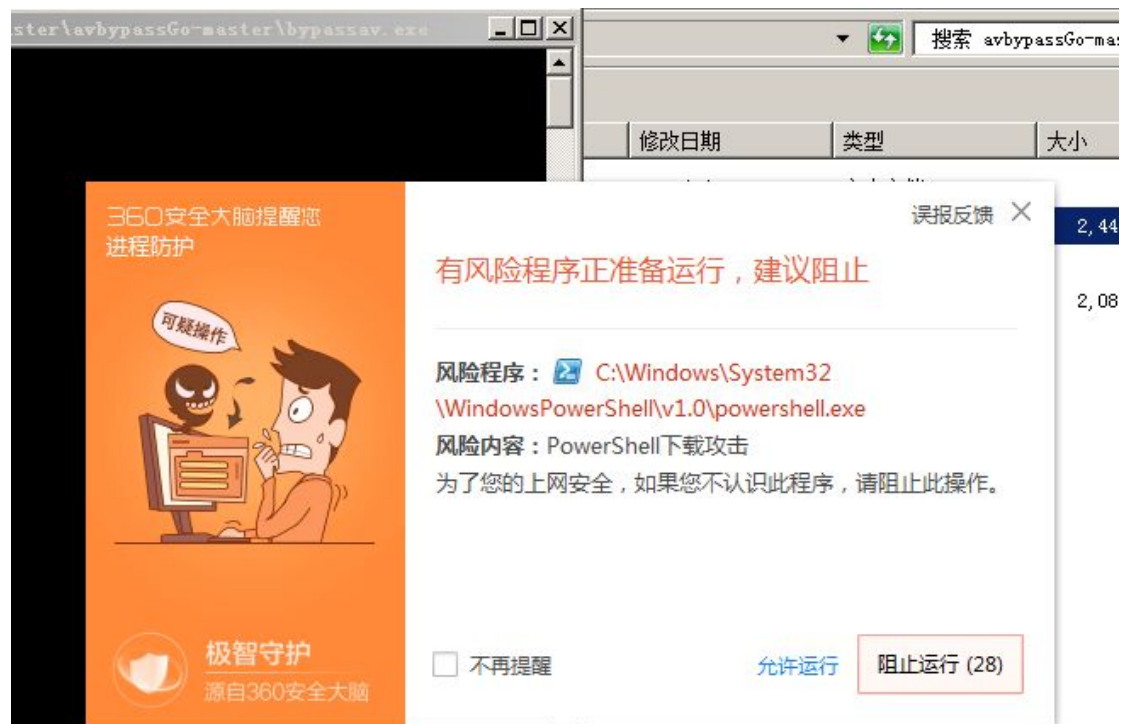 ster\avbypassGo-master\bypassav.exe
搜索 avbypassGo-ma
修改日期
类型
大小
2,44
2,08
360安全大脑提醒您
进程防护
可疑操作
极智守护
源自360安全大脑
误报反馈
有风险程序正准备运行，建议阻止
风险程序： C:\Windows\System32
\WindowsPowerShell\v1.0\powershell.exe
风险内容：PowerShell下载攻击
为了您的上网安全，如果您不认识此程序，请阻止此操作。
不再提醒
允许运行
阻止运行 (28)